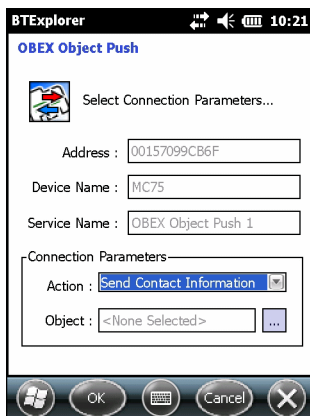 BTExplorer 10:21
OBEX Object Push
Select Connection Parameters...
Address : 00157099CB6F
Device Name : MC75
Service Name : OBEX Object Push 1
Connection Parameters
Action : Send Contact Information
Object : <None Selected> ...
OK Cancel